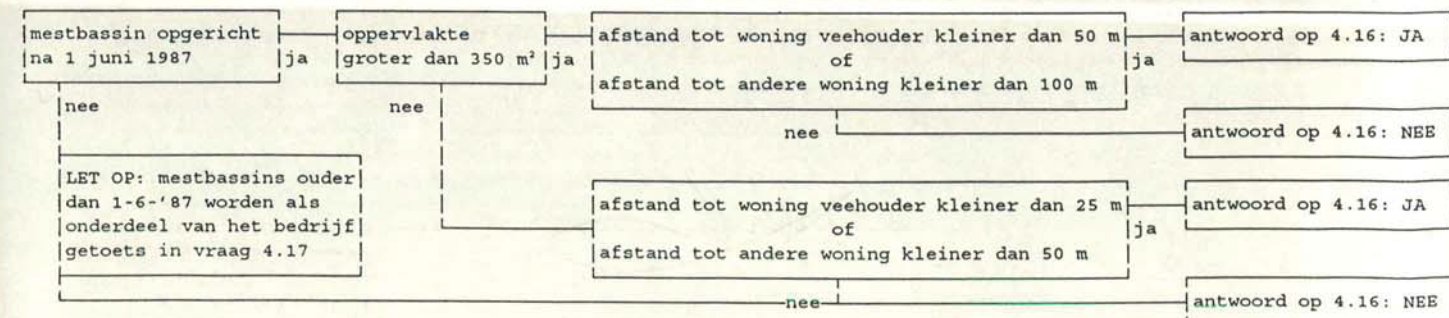 mestbassin opgericht
na 1 juni 1987
ja
oppervlakte
groter dan 350 m²
ja
afstand tot woning veehouder kleiner dan 50 m
of
afstand tot andere woning kleiner dan 100 m
ja
antwoord op 4.16: JA
nee
nee
nee
antwoord op 4.16: NEE
LET OP: mestbassins ouder
dan 1-6-'87 worden als
onderdeel van het bedrijf
getoets in vraag 4.17
afstand tot woning veehouder kleiner dan 25 m
of
afstand tot andere woning kleiner dan 50 m
ja
antwoord op 4.16: JA
nee
antwoord op 4.16: NEE